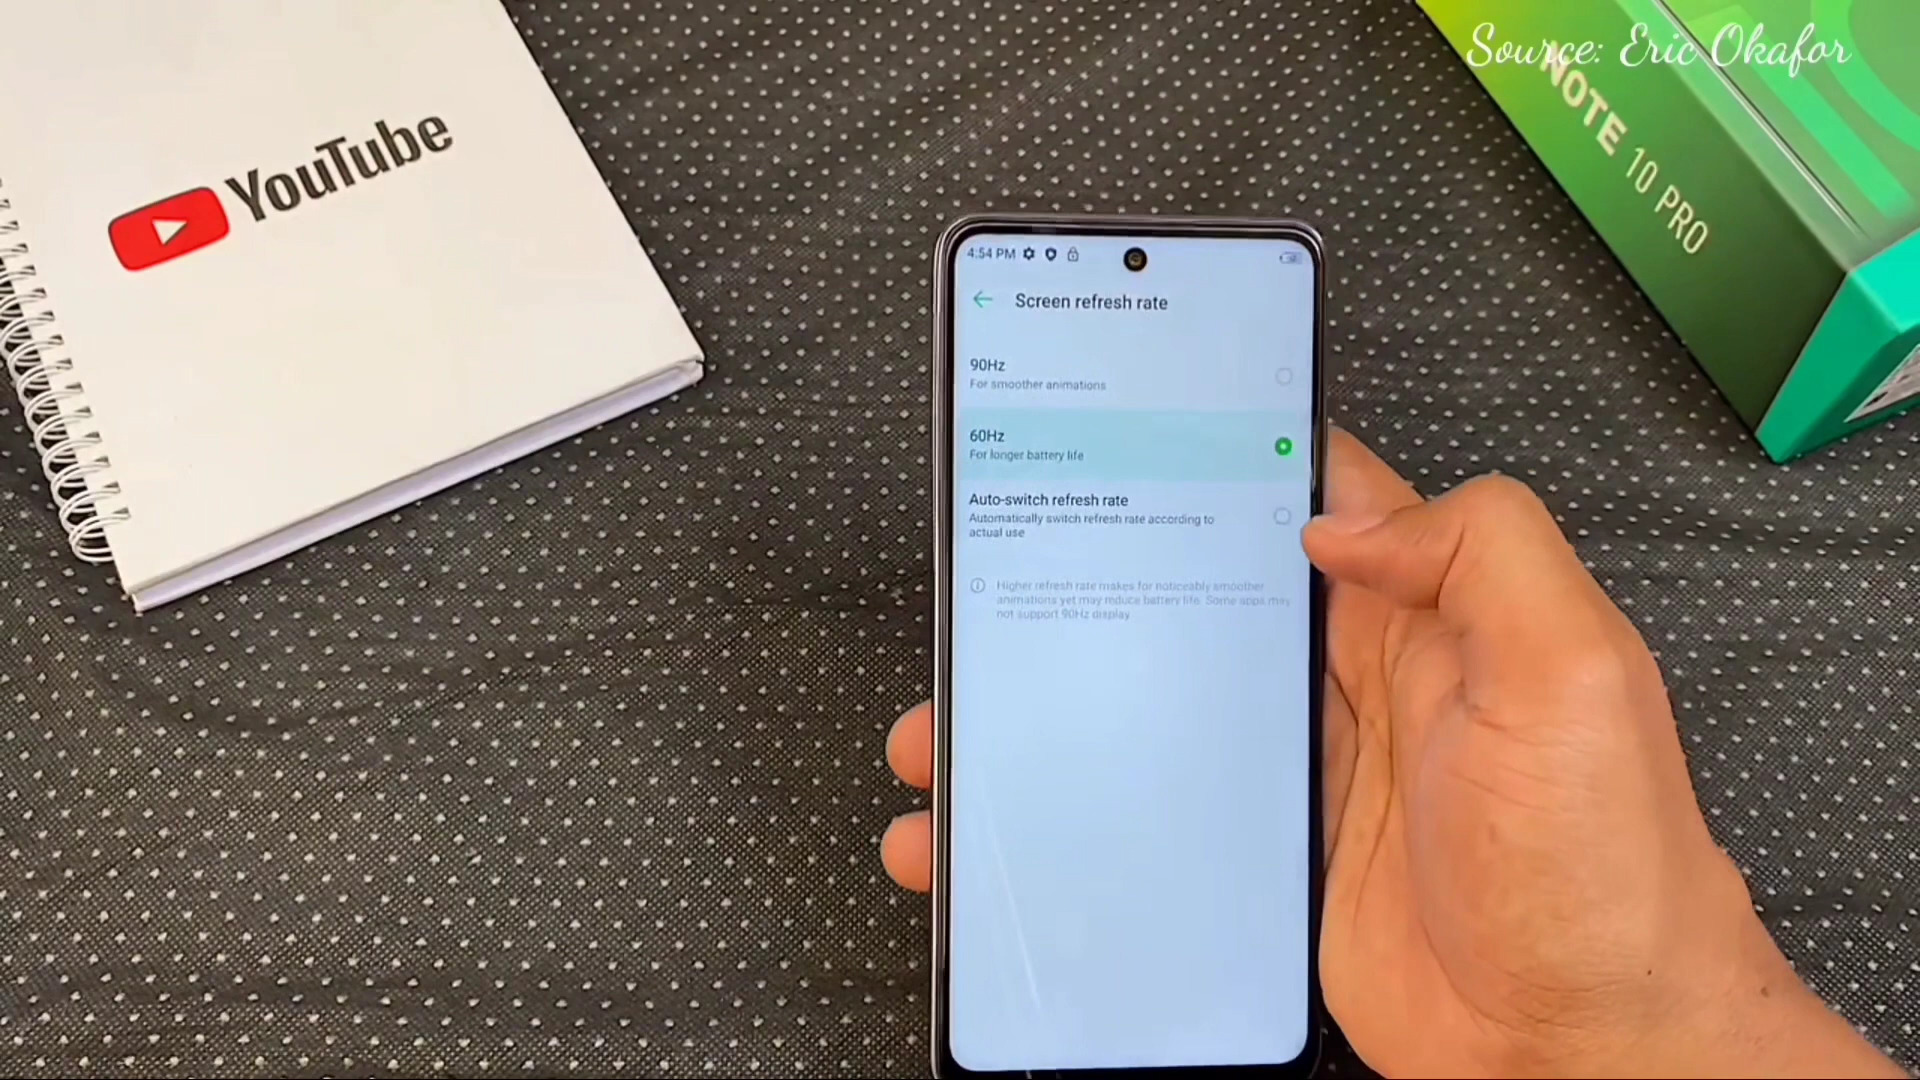 Source: Eric Okafor
YouTube
NOTE 10 PRO
4:54 PM
Screen refresh rate
90Hz
For smoother animations
60Hz
For longer battery life
Auto-switch refresh rate
Automatically switch refresh rate according to
actual use
Higher refresh rate makes for noticeably smoother
animations yet may reduce battery life. Some apps may
not support 90Hz display.